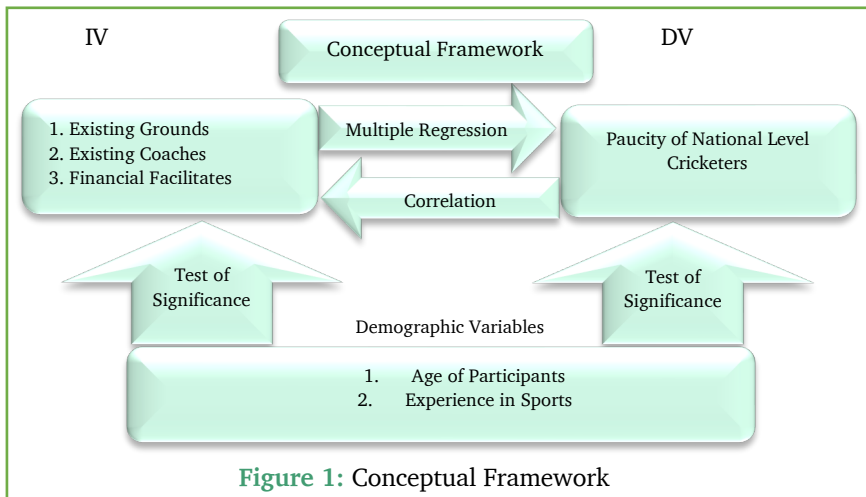 IV
Conceptual Framework
DV
1. Existing Grounds
2. Existing Coaches
3. Financial Facilitates
Multiple Regression
Paucity of National Level
Cricketers
Correlation
Test of
Significance
Test of
Significance
Demographic Variables
1. Age of Participants
2. Experience in Sports
Figure 1: Conceptual Framework